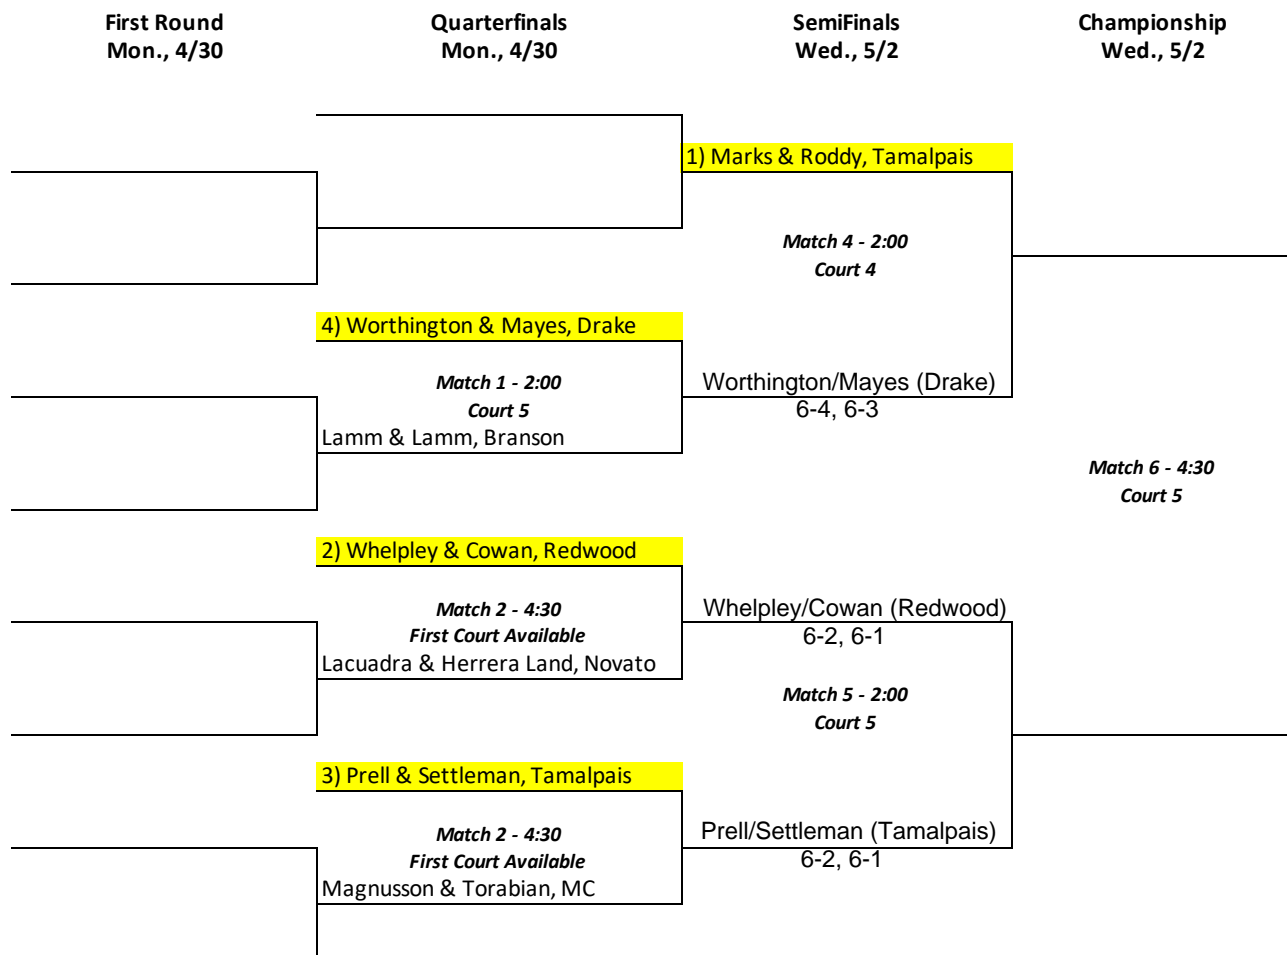 First Round
Mon., 4/30
Quarterfinals
Mon., 4/30
SemiFinals
Wed., 5/2
Championship
Wed., 5/2
1) Marks & Roddy, Tamalpais
Match 4 - 2:00
Court 4
4) Worthington & Mayes, Drake
Match 1 - 2:00
Court 5
Lamm & Lamm, Branson
Worthington/Mayes (Drake)
6-4, 6-3
Match 6 - 4:30
Court 5
2) Whelpley & Cowan, Redwood
Match 2 - 4:30
First Court Available
Lacuadra & Herrera Land, Novato
Whelpley/Cowan (Redwood)
6-2, 6-1
Match 5 - 2:00
Court 5
3) Prell & Settleman, Tamalpais
Match 2 - 4:30
First Court Available
Magnusson & Torabian, MC
Prell/Settleman (Tamalpais)
6-2, 6-1